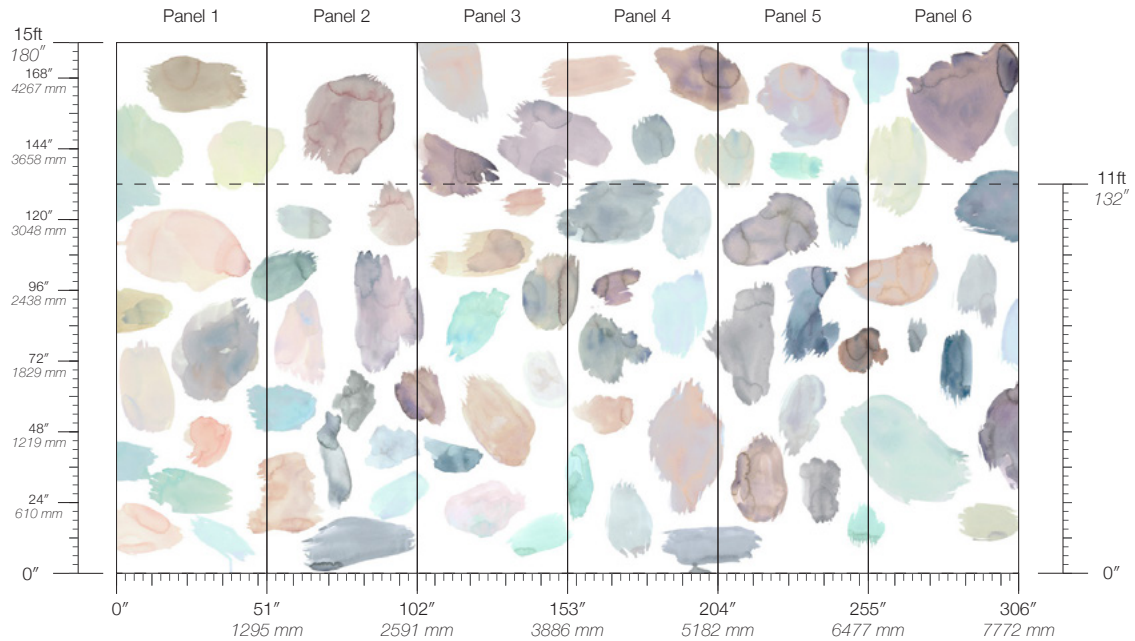 Panel 1 Panel 2 Panel 3 Panel 4 Panel 5 Panel 6
15ft
180″
168″
4267 mm
144″
3658 mm
11ft
132″
120″
3048 mm
96″
2438 mm
72″
1829 mm
48″
1219 mm
24″
610 mm
0″ 0″
0″ 51″ 102″ 153″ 204″ 255″ 306″
1295 mm 2591 mm 3886 mm 5182 mm 6477 mm 7772 mm